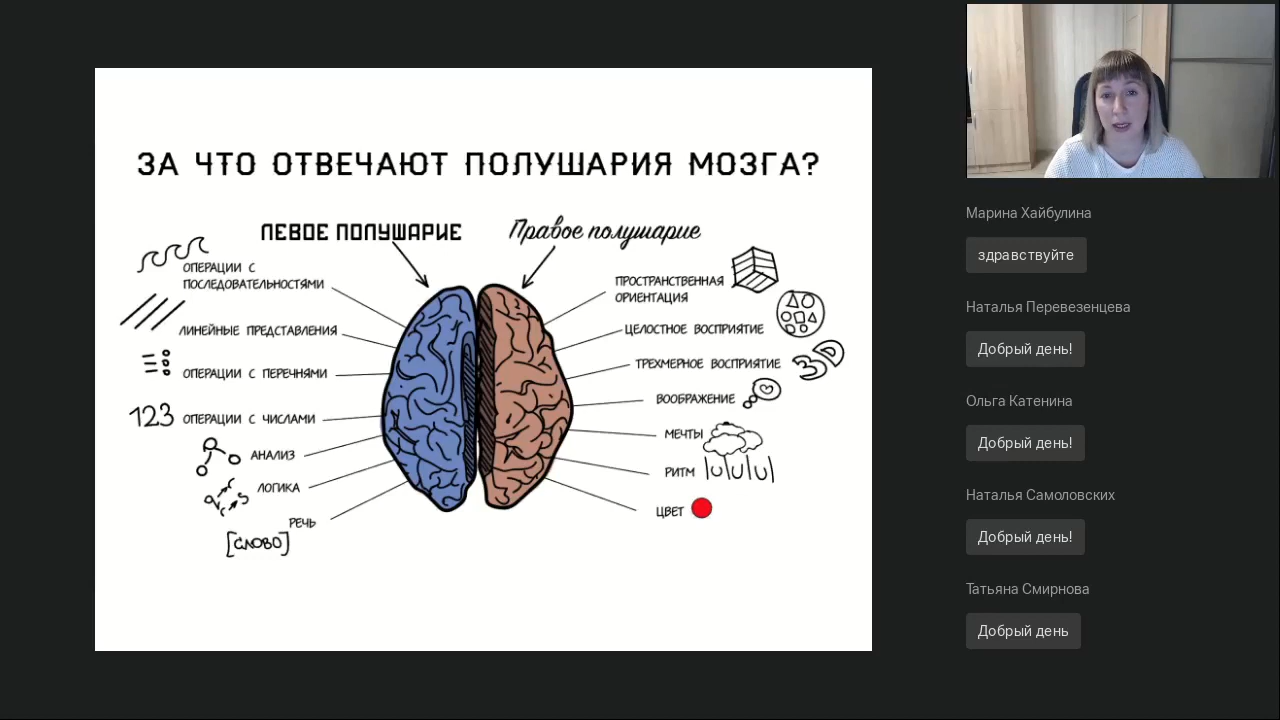 ЗА ЧТО ОТВЕЧАЮТ ПОЛУШАРИЯ МОЗГА?
ЛЕВОЕ ПОЛУШАРИЕ
Правое полушарие
ОПЕРАЦИИ С
ПОСЛЕДОВАТЕЛЬНОСТЯМИ
ЛИНЕЙНЫЕ ПРЕДСТАВЛЕНИЯ
ОПЕРАЦИИ С ПЕРЕЧНЯМИ
123 ОПЕРАЦИИ С ЧИСЛАМИ
АНАЛИЗ
ЛОГИКА
РЕЧЬ
[СЛОВО]
ПРОСТРАНСТВЕННАЯ
ОРИЕНТАЦИЯ
ЦЕЛОСТНОЕ ВОСПРИЯТИЕ
ТРЕХМЕРНОЕ ВОСПРИЯТИЕ 3D
ВООБРАЖЕНИЕ
МЕЧТЫ
РИТМ
ЦВЕТ
Марина Хайбулина
здравствуйте
Наталья Перевезенцева
Добрый день!
Ольга Катенина
Добрый день!
Наталья Самоловских
Добрый день!
Татьяна Смирнова
Добрый день